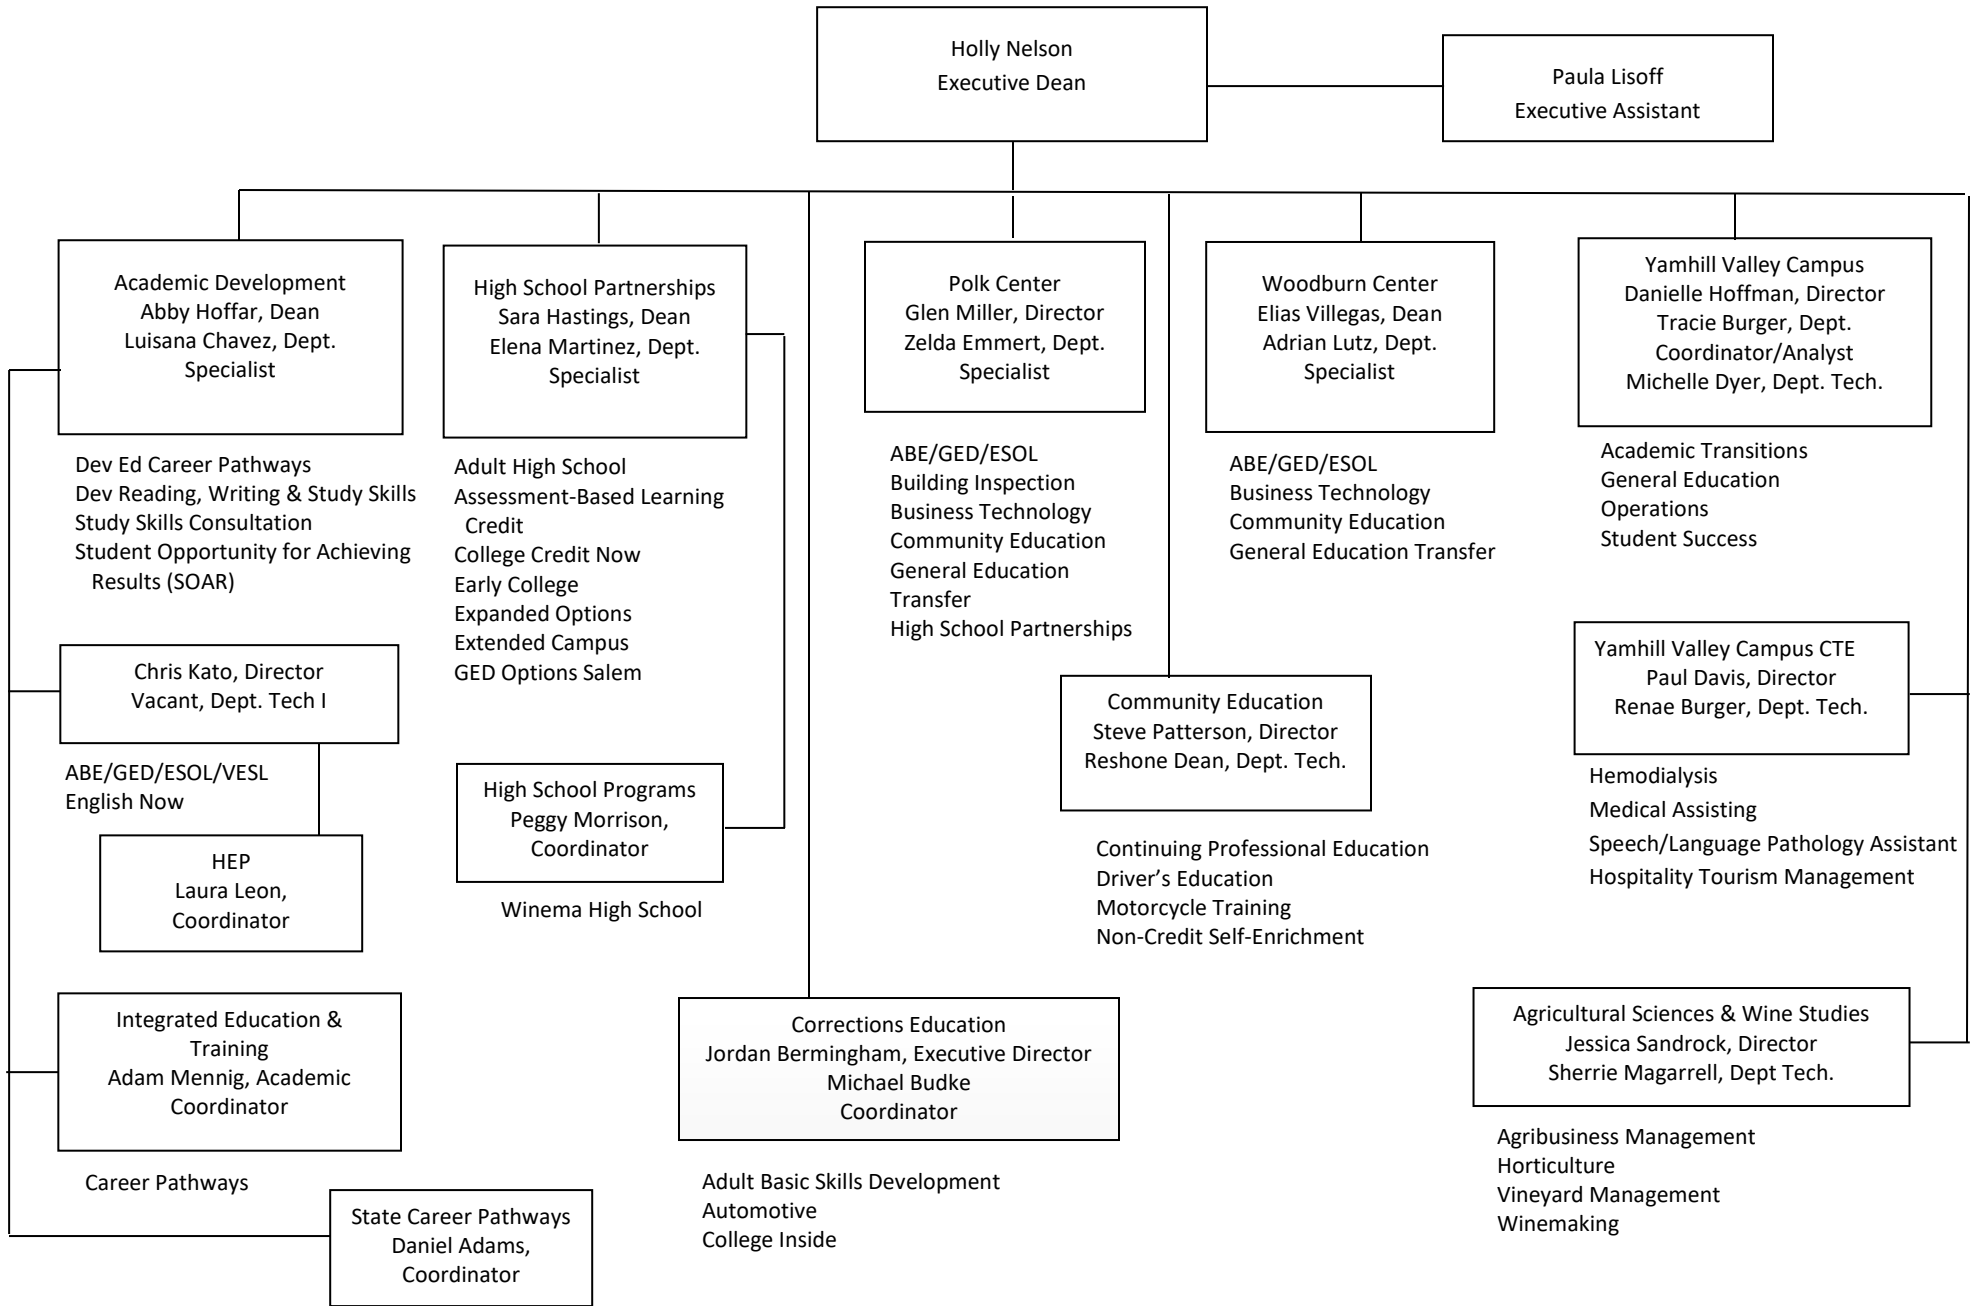 Holly Nelson
Executive Dean
Paula Lisoff
Executive Assistant
Academic Development
Abby Hoffar, Dean
Luisana Chavez, Dept.
Specialist
Dev Ed Career Pathways
Dev Reading, Writing & Study Skills
Study Skills Consultation
Student Opportunity for Achieving
Results (SOAR)
Chris Kato, Director
Vacant, Dept. Tech I
ABE/GED/ESOL/VESL
English Now
HEP
Laura Leon,
Coordinator
Integrated Education &
Training
Adam Mennig, Academic
Coordinator
Career Pathways
State Career Pathways
Daniel Adams,
Coordinator
High School Partnerships
Sara Hastings, Dean
Elena Martinez, Dept.
Specialist
Adult High School
Assessment-Based Learning
Credit
College Credit Now
Early College
Expanded Options
Extended Campus
GED Options Salem
High School Programs
Peggy Morrison,
Coordinator
Winema High School
Corrections Education
Jordan Bermingham, Executive Director
Michael Budke
Coordinator
Adult Basic Skills Development
Automotive
College Inside
Polk Center
Glen Miller, Director
Zelda Emmert, Dept.
Specialist
ABE/GED/ESOL
Building Inspection
Business Technology
Community Education
General Education
Transfer
High School Partnerships
Community Education
Steve Patterson, Director
Reshone Dean, Dept. Tech.
Continuing Professional Education
Driver’s Education
Motorcycle Training
Non-Credit Self-Enrichment
Woodburn Center
Elias Villegas, Dean
Adrian Lutz, Dept.
Specialist
ABE/GED/ESOL
Business Technology
Community Education
General Education Transfer
Yamhill Valley Campus
Danielle Hoffman, Director
Tracie Burger, Dept.
Coordinator/Analyst
Michelle Dyer, Dept. Tech.
Academic Transitions
General Education
Operations
Student Success
Yamhill Valley Campus CTE
Paul Davis, Director
Renae Burger, Dept. Tech.
Hemodialysis
Medical Assisting
Speech/Language Pathology Assistant
Hospitality Tourism Management
Agricultural Sciences & Wine Studies
Jessica Sandrock, Director
Sherrie Magarrell, Dept Tech.
Agribusiness Management
Horticulture
Vineyard Management
Winemaking